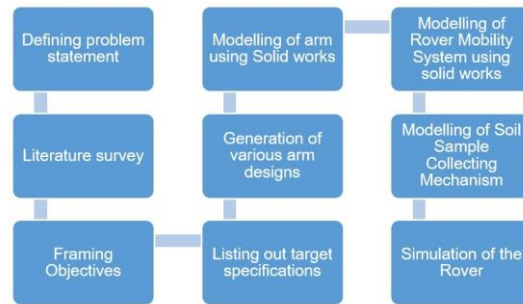 Defining problem
statement
Literature survey
Framing
Objectives
Listing out target
specifications
Generation of
various arm
designs
Modelling of arm
using Solid works
Modelling of
Rover Mobility
System using
solid works
Modelling of Soil
Sample
Collecting
Mechanism
Simulation of the
Rover